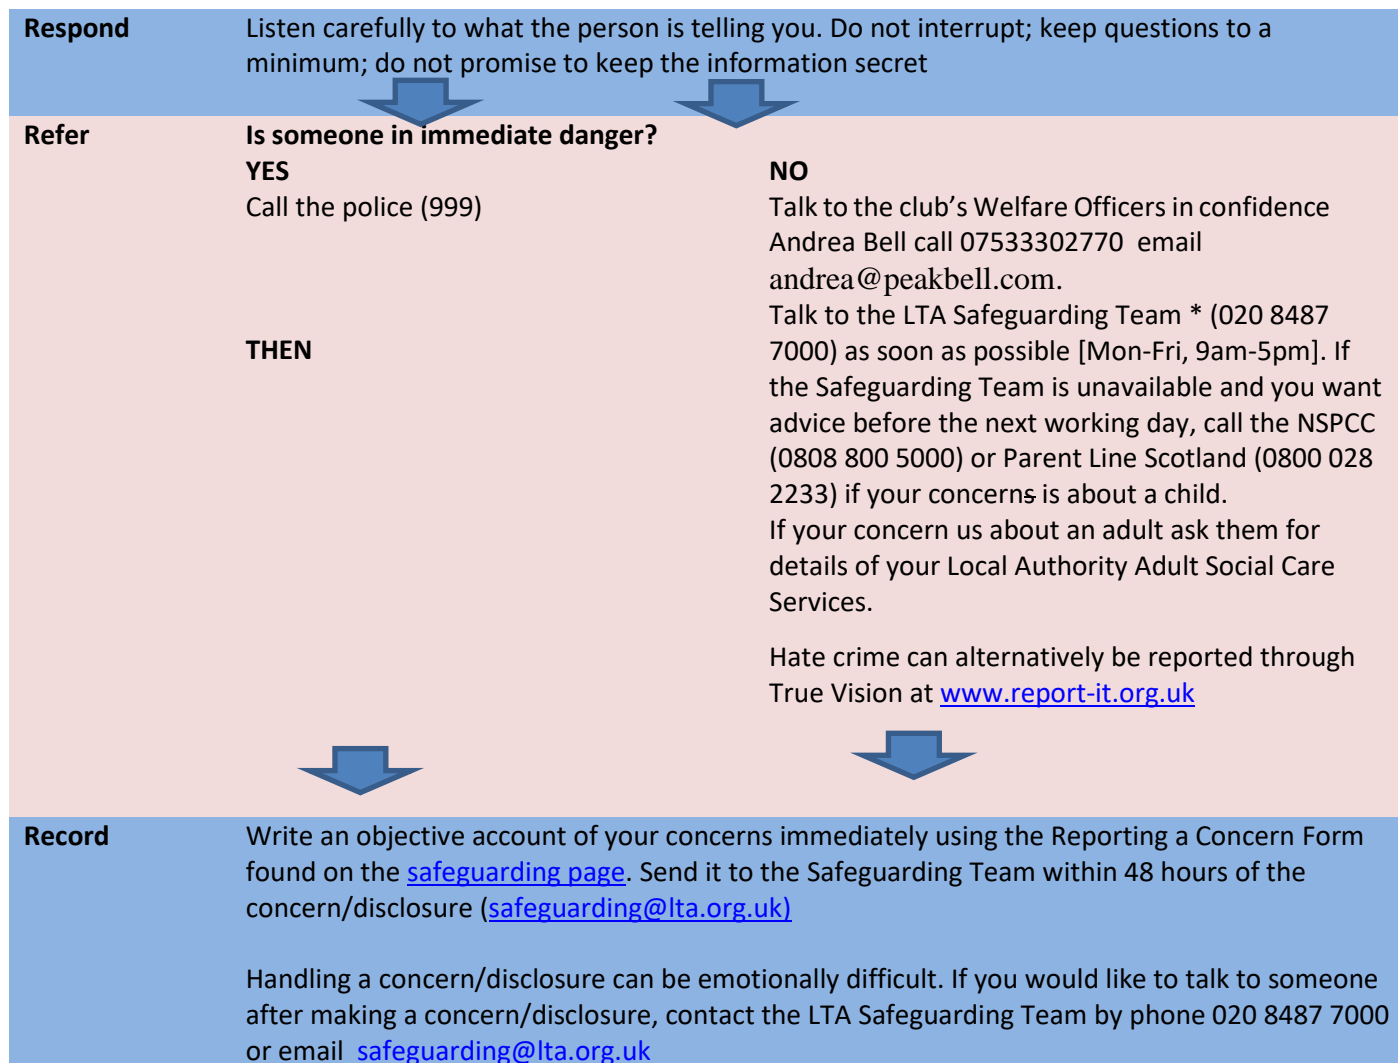 Respond
Listen carefully to what the person is telling you. Do not interrupt; keep questions to a
minimum; do not promise to keep the information secret
Refer
Is someone in immediate danger?
YES
Call the police (999)
THEN
NO
Talk to the club's Welfare Officers in confidence
Andrea Bell call 07533302770  email
andrea@peakbell.com.
Talk to the LTA Safeguarding Team * (020 8487
7000) as soon as possible [Mon-Fri, 9am-5pm]. If
the Safeguarding Team is unavailable and you want
advice before the next working day, call the NSPCC
(0808 800 5000) or Parent Line Scotland (0800 028
2233) if your concerns is about a child.
If your concern us about an adult ask them for
details of your Local Authority Adult Social Care
Services.
Hate crime can alternatively be reported through
True Vision at www.report-it.org.uk
Record
Write an objective account of your concerns immediately using the Reporting a Concern Form
found on the safeguarding page. Send it to the Safeguarding Team within 48 hours of the
concern/disclosure (safeguarding@lta.org.uk)
Handling a concern/disclosure can be emotionally difficult. If you would like to talk to someone
after making a concern/disclosure, contact the LTA Safeguarding Team by phone 020 8487 7000
or email  safeguarding@lta.org.uk